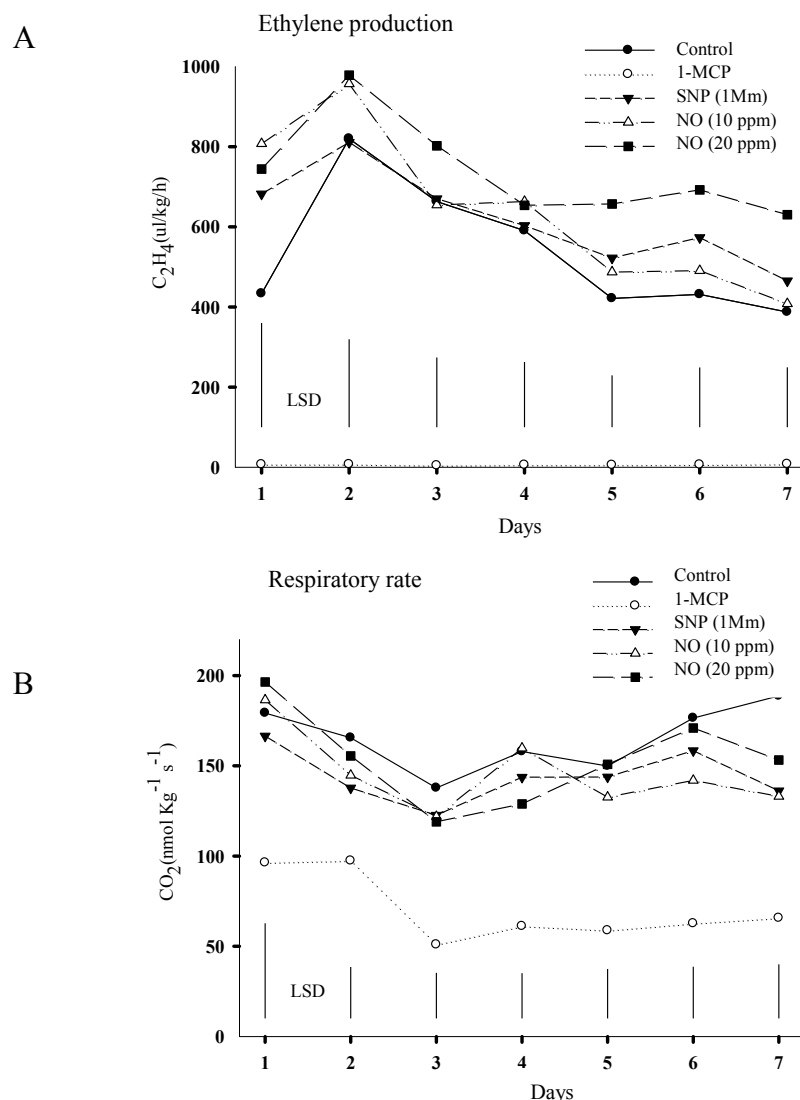 A
Ethylene production
Control
1-MCP
SNP (1Mm)
NO (10 ppm)
NO (20 ppm)
1000
800
600
400
200
0
C2H4(ul/kg/h)
LSD
1 2 3 4 5 6 7
Days
B
Respiratory rate
Control
1-MCP
SNP (1Mm)
NO (10 ppm)
NO (20 ppm)
200
150
100
50
0
CO2(nmol Kg-1 s-1)
LSD
1 2 3 4 5 6 7
Days